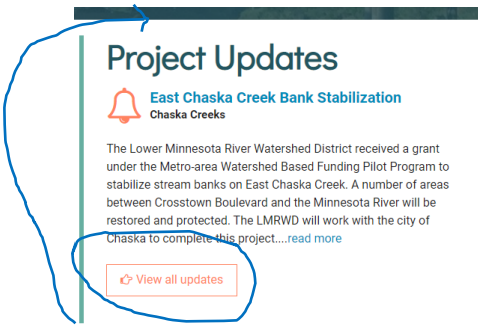 Project Updates
East Chaska Creek Bank Stabilization
Chaska Creeks
The Lower Minnesota River Watershed District received a grant
under the Metro-area Watershed Based Funding Pilot Program to
stabilize stream banks on East Chaska Creek. A number of areas
between Crosstown Boulevard and the Minnesota River will be
restored and protected. The LMRWD will work with the city of
Chaska to complete this project....read more
View all updates